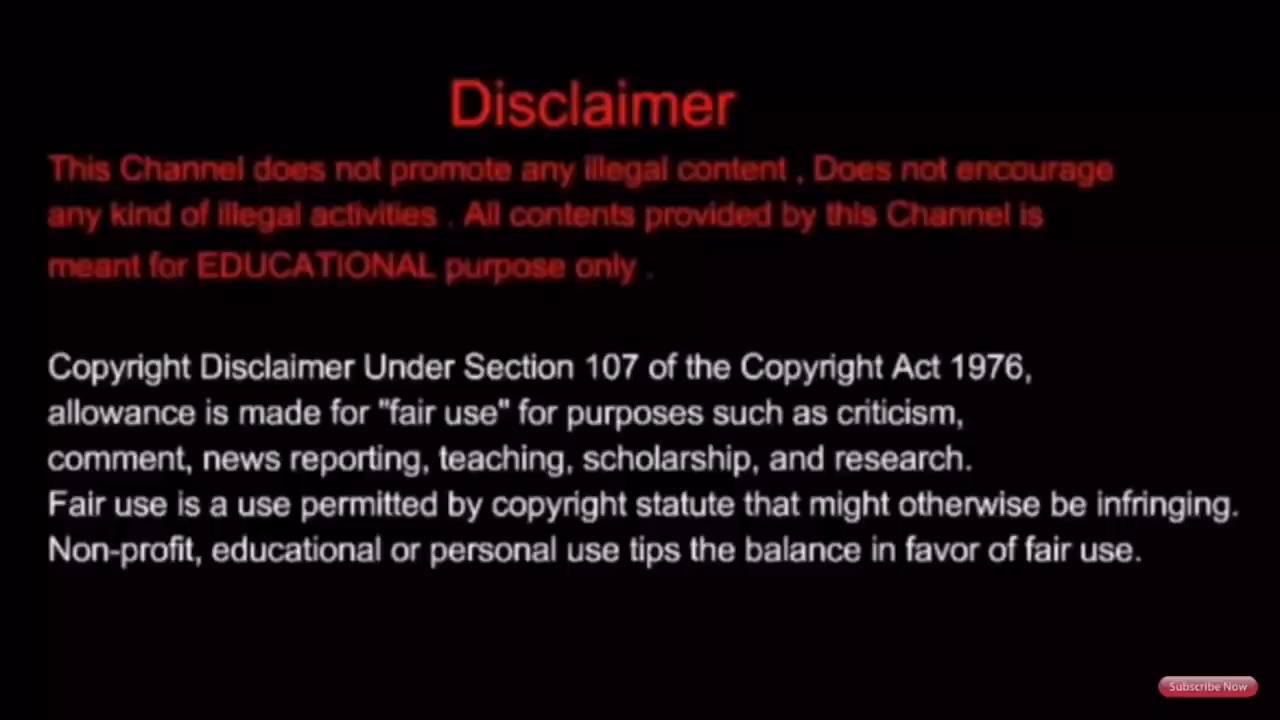 Disclaimer
This Channel does not promote any illegal content , Does not encourage
any kind of illegal activities . All contents provided by this Channel is
meant for EDUCATIONAL purpose only .
Copyright Disclaimer Under Section 107 of the Copyright Act 1976,
allowance is made for "fair use" for purposes such as criticism,
comment, news reporting, teaching, scholarship, and research.
Fair use is a use permitted by copyright statute that might otherwise be infringing.
Non-profit, educational or personal use tips the balance in favor of fair use.
Subscribe Now